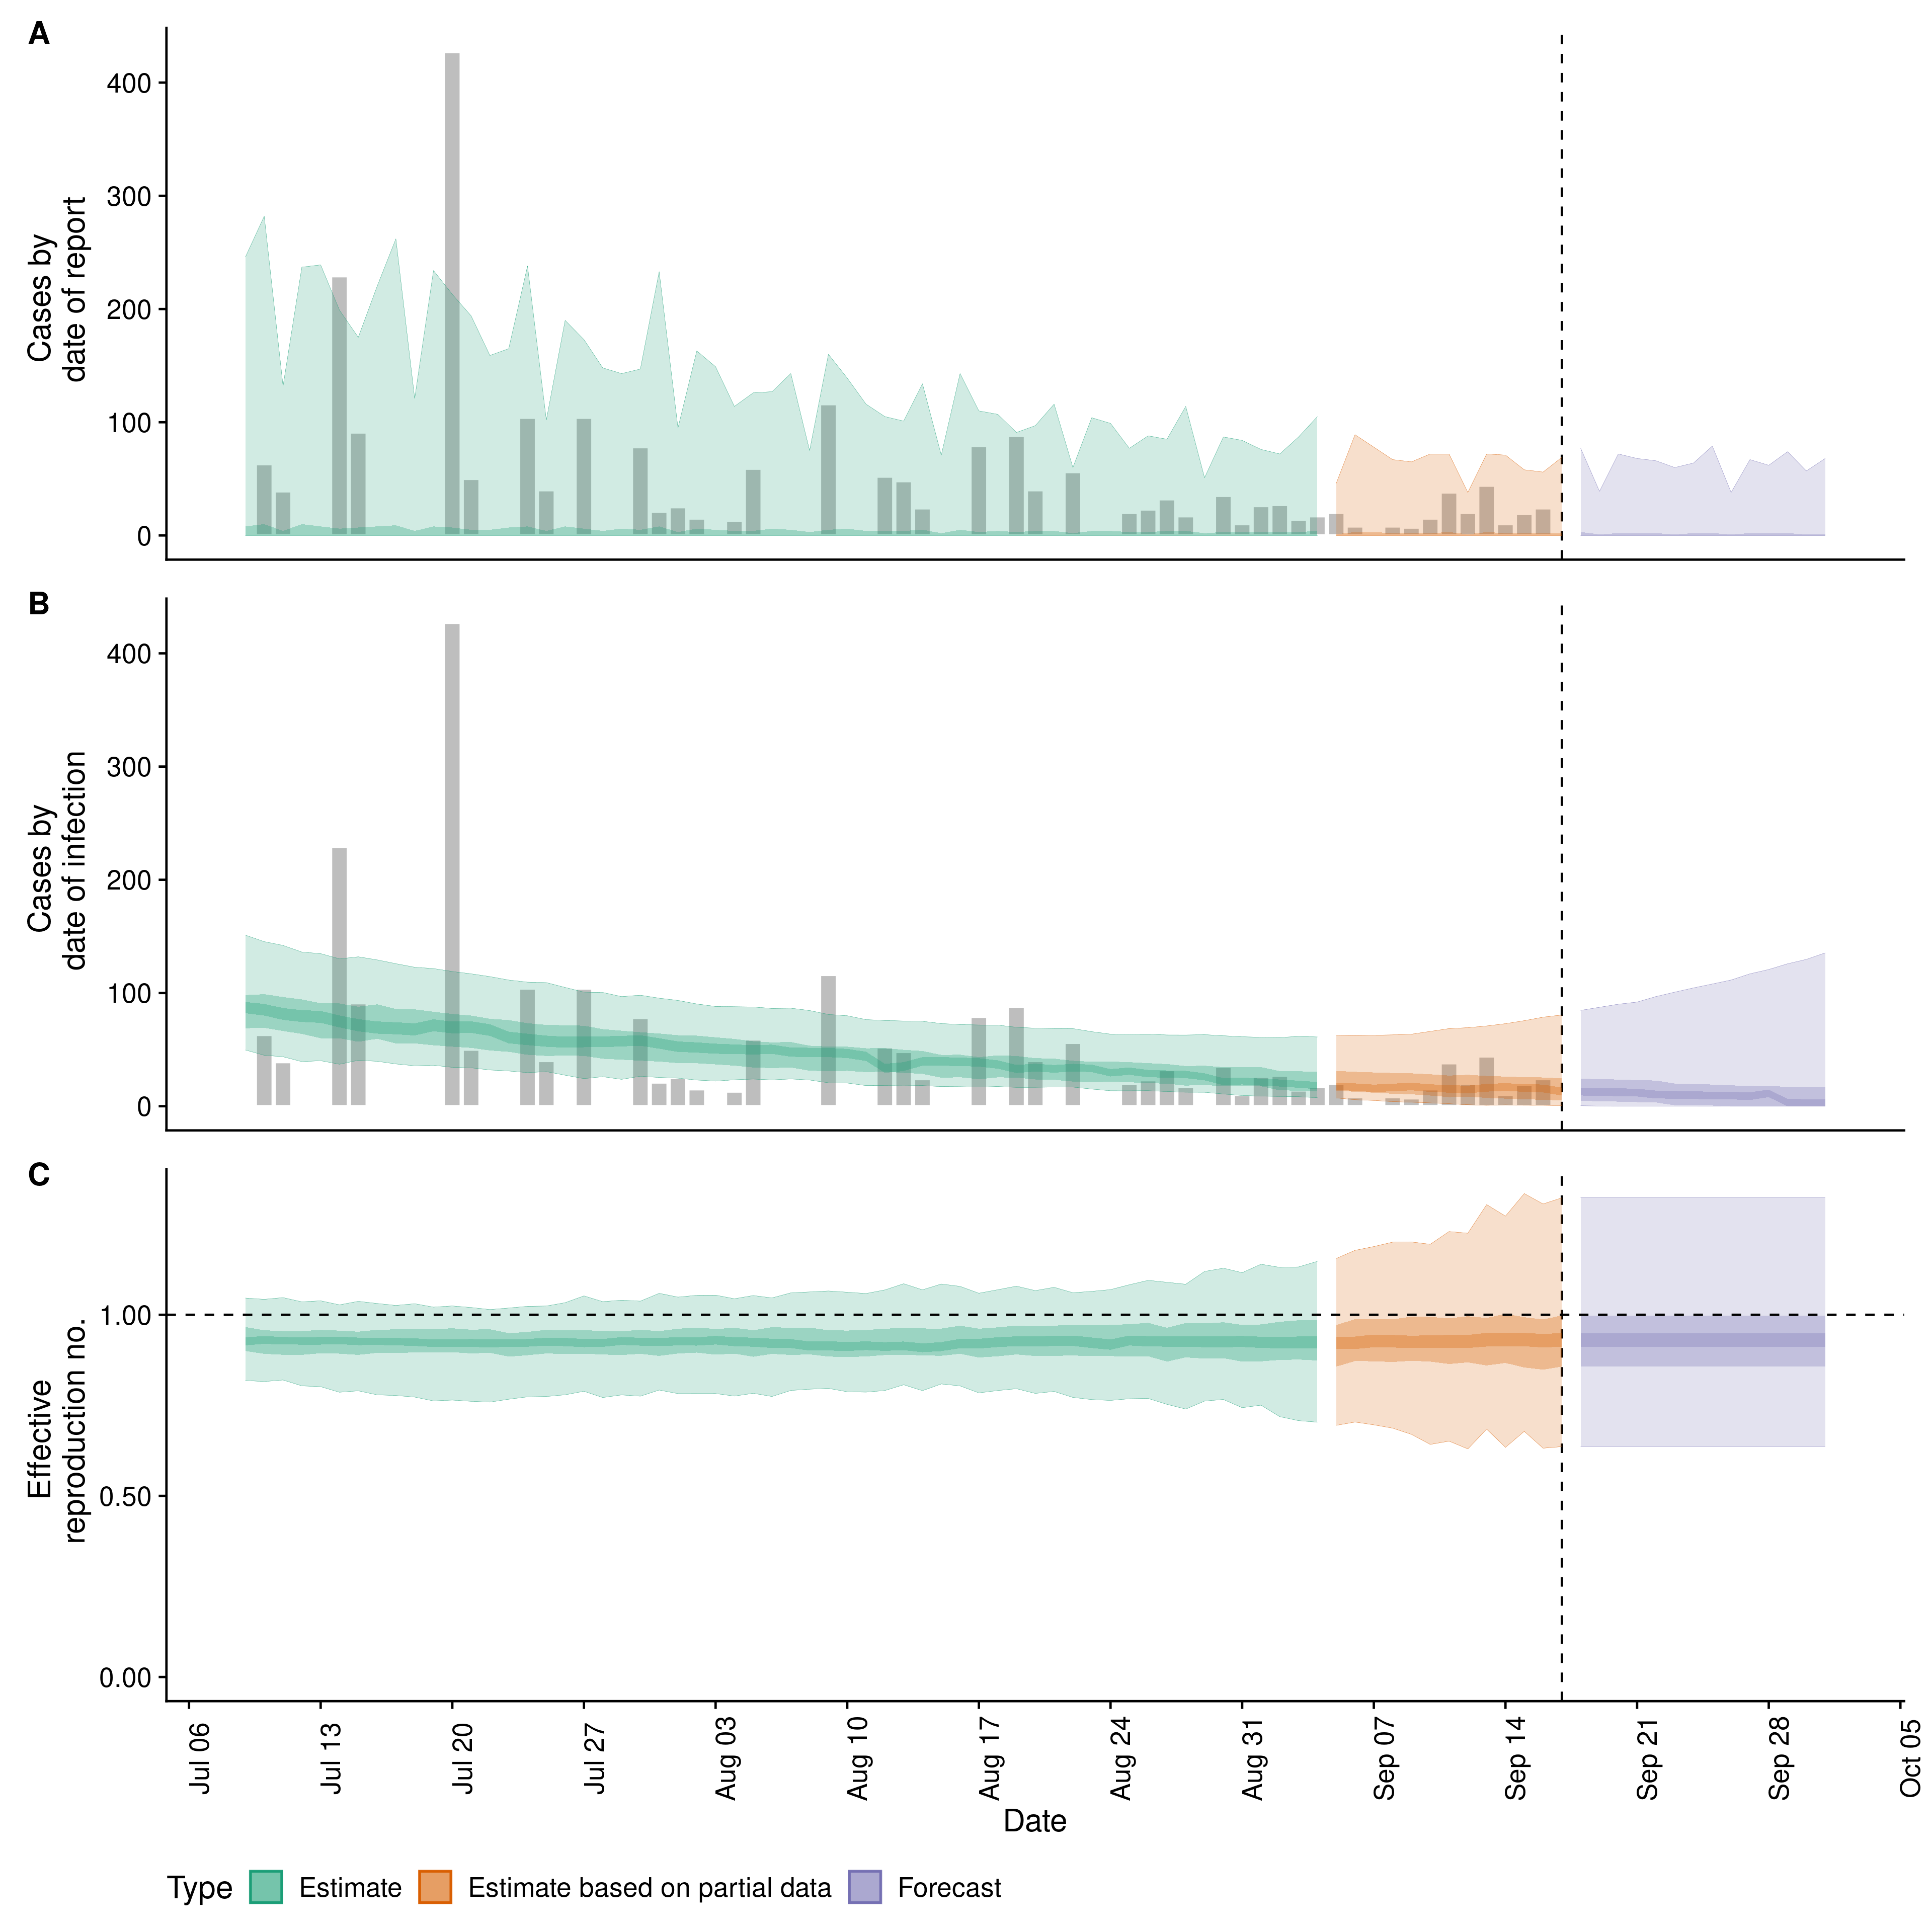 A
Cases by
date of report
400
300
200
100
0
B
Cases by
date of infection
400
300
200
100
0
C
Effective
reproduction no.
1.00
0.50
0.00
Jul 06
Jul 13
Jul 20
Jul 27
Aug 03
Aug 10
Aug 17
Aug 24
Aug 31
Sep 07
Sep 14
Sep 21
Sep 28
Oct 05
Date
Type Estimate Estimate based on partial data Forecast